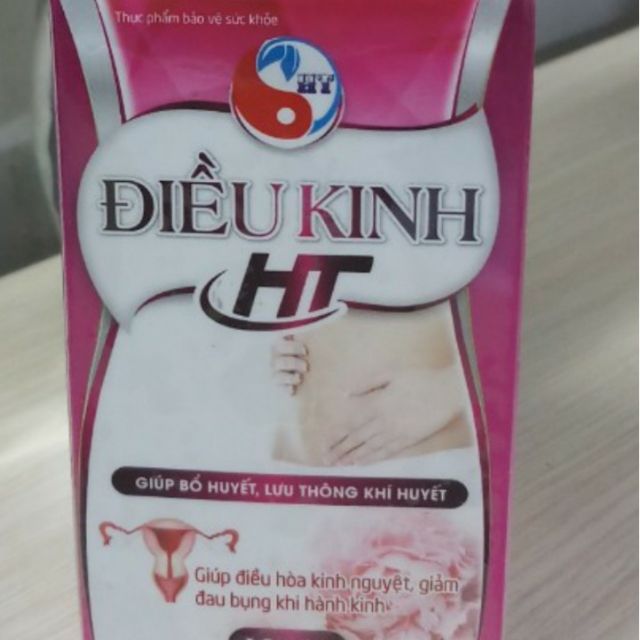 Thực phẩm bảo vệ sức khỏe
HT
ĐIỀU KINH
HT
GIÚP BỔ HUYẾT, LƯU THÔNG KHÍ HUYẾT
Giúp điều hòa kinh nguyệt, giảm
đau bụng khi hành kinh